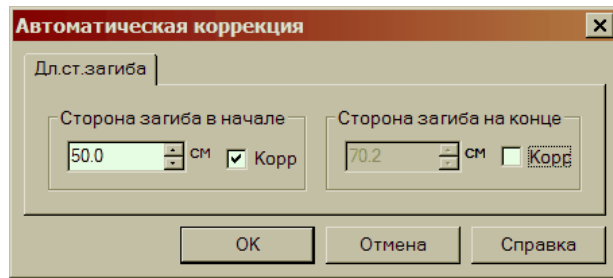 Автоматическая коррекция
Дл.ст.загиба
Сторона загиба в начале
50.0 см Корр
Сторона загиба на конце
70.2 см Корр
OK Отмена Справка